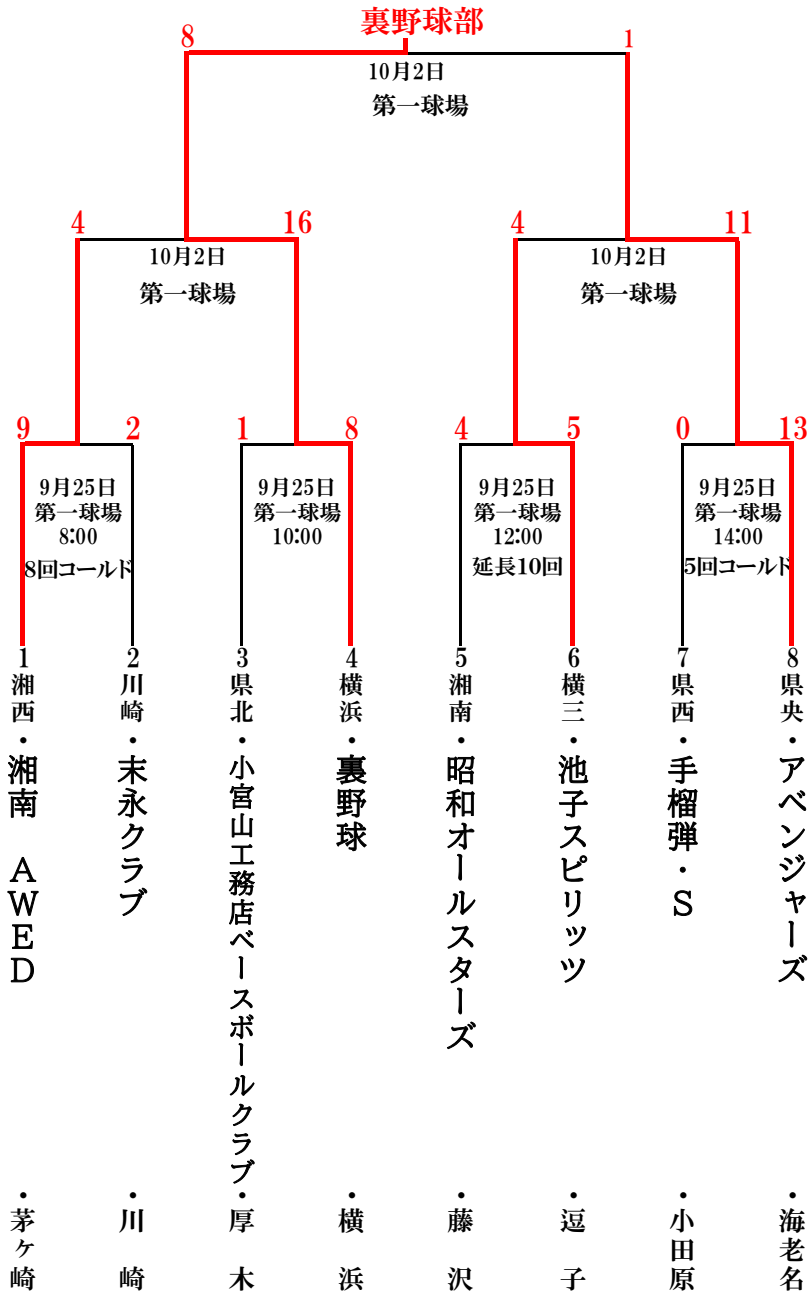 裏野球部
8
1
10月2日
第一球場
4
16
4
11
10月2日
第一球場
10月2日
第一球場
9
2
1
8
4
5
0
13
9月25日
第一球場
8:00
8回コールド
9月25日
第一球場
10:00
9月25日
第一球場
12:00
延長10回
9月25日
第一球場
14:00
5回コールド
1 湘西・湘南 AWED・茅ヶ崎
2 川崎・末永クラブ・川崎
3 県北・小宮山工務店ベースボールクラブ・厚木
4 横浜・裏野球・横浜
5 湘南・昭和オールスターズ・藤沢
6 横三・池子スピリッツ・逗子
7 県西・手榴弾・S・小田原
8 県央・アベンジャーズ・海老名